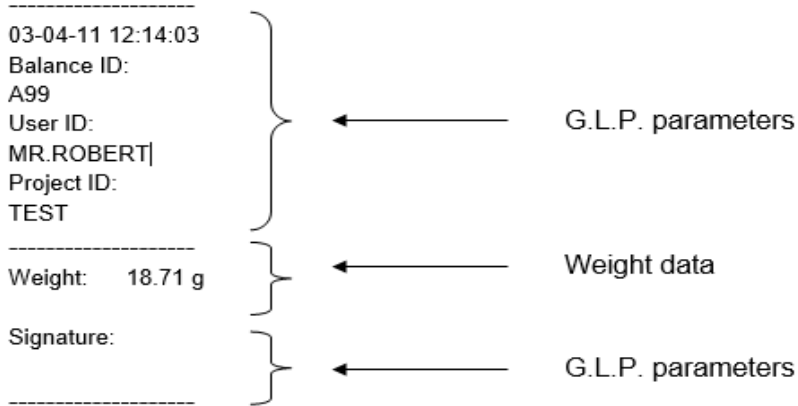 --------------------
03-04-11 12:14:03
Balance ID:
A99
User ID:
MR.ROBERT
Project ID:
TEST
G.L.P. parameters
--------------------
Weight: 18.71 g
Weight data
Signature:
G.L.P. parameters
--------------------